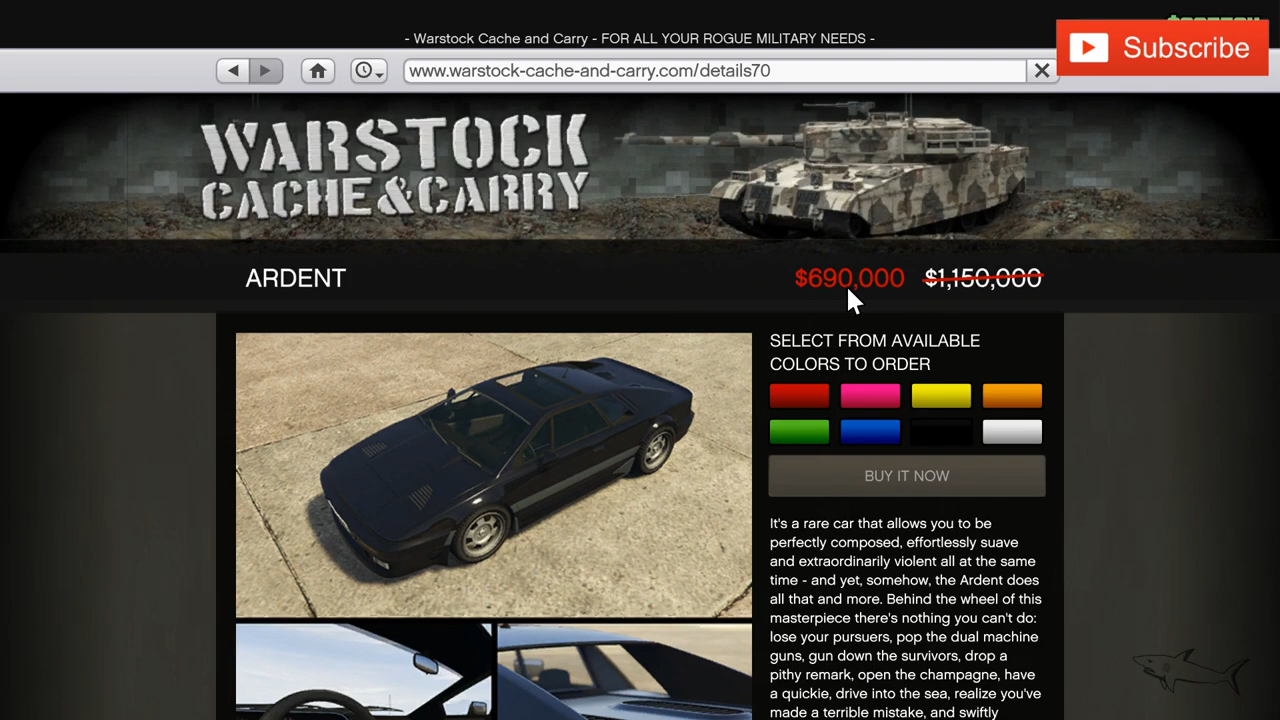 - Warstock Cache and Carry - FOR ALL YOUR ROGUE MILITARY NEEDS -
Subscribe
www.warstock-cache-and-carry.com/details70
WARSTOCK
CACHE&CARRY
ARDENT
$690,000 $1,150,000
SELECT FROM AVAILABLE
COLORS TO ORDER
BUY IT NOW
It's a rare car that allows you to be
perfectly composed, effortlessly suave
and extraordinarily violent all at the same
time - and yet, somehow, the Ardent does
all that and more. Behind the wheel of this
masterpiece there's nothing you can't do:
lose your pursuers, pop the dual machine
guns, gun down the survivors, drop a
pithy remark, open the champagne, have
a quickie, drive into the sea, realize you've
made a terrible mistake, and swiftly